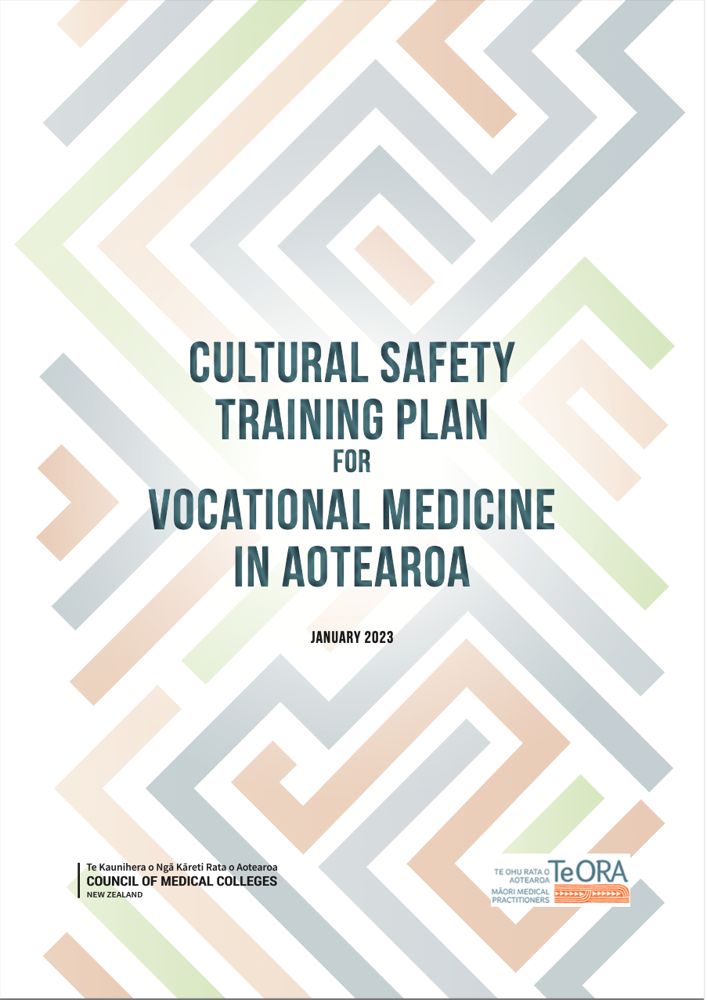 CULTURAL SAFETY
TRAINING PLAN
FOR
VOCATIONAL MEDICINE
IN AOTEAROA
JANUARY 2023
Te Kaunihera o Ngā Kāreti Rata o Aotearoa
COUNCIL OF MEDICAL COLLEGES
NEW ZEALAND
TE OHU RATA O
AOTEAROA
MĀORI MEDICAL
PRACTITIONERS
TeORA